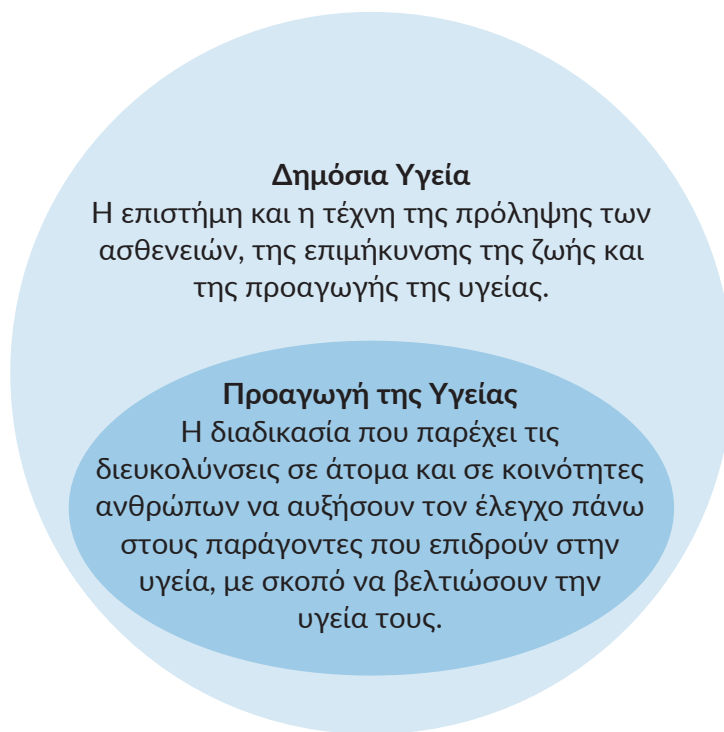 Δημόσια Υγεία
Η επιστήμη και η τέχνη της πρόληψης των
ασθενειών, της επιμήκυνσης της ζωής και
της προαγωγής της υγείας.
Προαγωγή της Υγείας
Η διαδικασία που παρέχει τις
διευκολύνσεις σε άτομα και σε κοινότητες
ανθρώπων να αυξήσουν τον έλεγχο πάνω
στους παράγοντες που επιδρούν στην
υγεία, με σκοπό να βελτιώσουν την
υγεία τους.